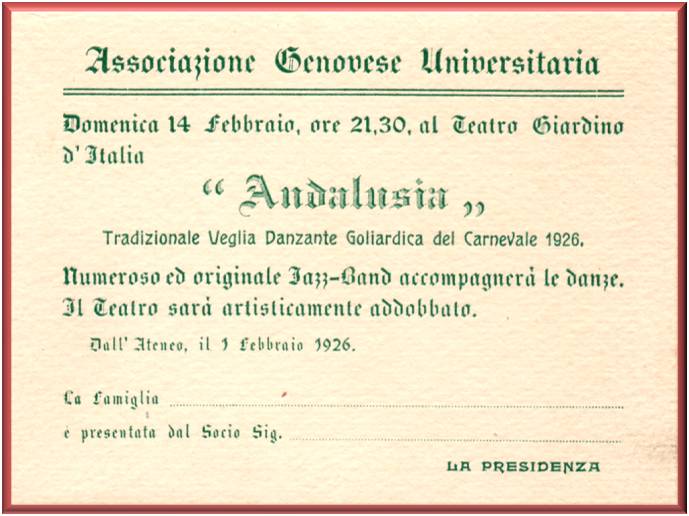 Associazione Genovese Universitaria
Domenica 14 Febbraio, ore 21,30, al Teatro Giardino
d'Italia
“ Andalusia „
Tradizionale Veglia Danzante Goliardica del Carnevale 1926.
Numeroso ed originale Jazz-Band accompagnerà le danze.
Il Teatro sarà artisticamente addobbato.
Dall'Ateneo, il 1 Febbraio 1926.
La Famiglia
è presentata dal Socio Sig.
LA PRESIDENZA